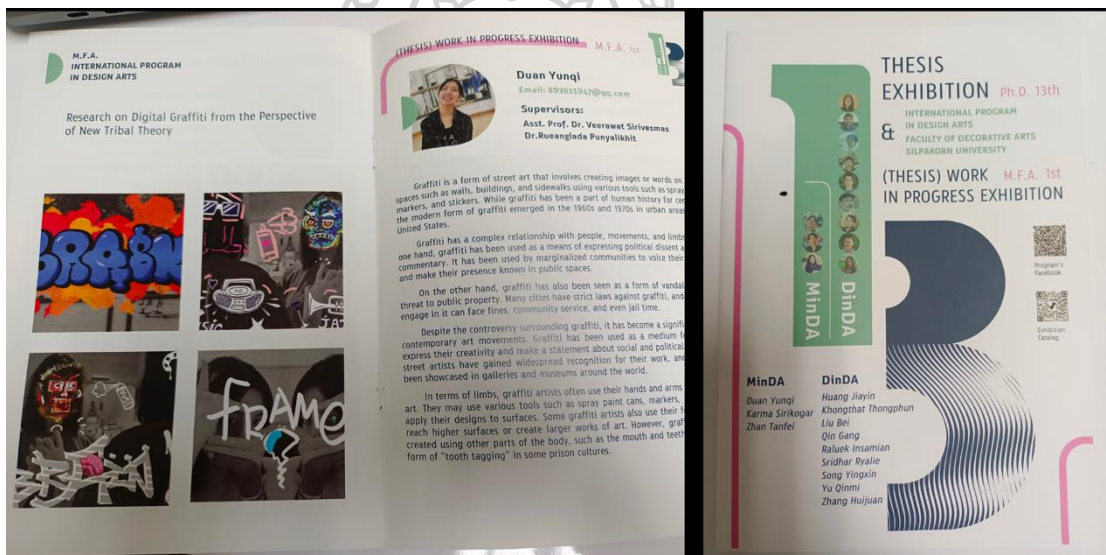 M.F.A.
INTERNATIONAL PROGRAM
IN DESIGN ARTS
Research on Digital Graffiti from the Perspective
of New Tribal Theory
FRAME
(THESIS) WORK IN PROGRESS EXHIBITION M.F.A. 1st
Duan Yunqi
Email: 892611947@qq.com
Supervisors:
Asst. Prof. Dr. Veerawat Sirivesmas
Dr.Rueanglada Punyalikhit
Graffiti is a form of street art that involves creating images or words on
spaces such as walls, buildings, and sidewalks using various tools such as spray
markers, and stickers. While graffiti has been a part of human history for
the modern form of graffiti emerged in the 1960s and 1970s in urban areas
United States.
Graffiti has a complex relationship with people, movements, and limbs
one hand, graffiti has been used as a means of expressing political dissent
commentary. It has been used by marginalized communities to voice their
and make their presence known in public spaces.
On the other hand, graffiti has also been seen as a form of
threat to public property. Many cities have strict laws against graffiti, and
engage in it can face fines, community service, and even jail time.
Despite the controversy surrounding graffiti, it has become a
contemporary art movements. Graffiti has been used as a medium
express their creativity and make a statement about social and political
street artists have gained widespread recognition for their work, and
been showcased in galleries and museums around the world.
In terms of limbs, graffiti artists often use their hands and arms
art. They may use various tools such as spray paint cans, markers,
apply their designs to surfaces. Some graffiti artists also use their
reach higher surfaces or create larger works of art. However,
created using other parts of the body, such as the mouth and teeth
form of "tooth tagging" in some prison cultures.
THESIS
EXHIBITION Ph.D. 13th
&
INTERNATIONAL PROGRAM
IN DESIGN ARTS
FACULTY OF DECORATIVE ARTS
SILPAKORN UNIVERSITY
(THESIS) WORK M.F.A. 1st
IN PROGRESS EXHIBITION
Program's
Facebook
Exhibition
Catalog
MinDA
DinDA
MinDA
Duan Yunqi
Karma Sirikogar
Zhan Tanfei
DinDA
Huang Jiayin
Khongthat Thongphun
Liu Bei
Qin Gang
Raluek Insamian
Sridhar Ryalie
Song Yingxin
Yu Qinmi
Zhang Huijuan